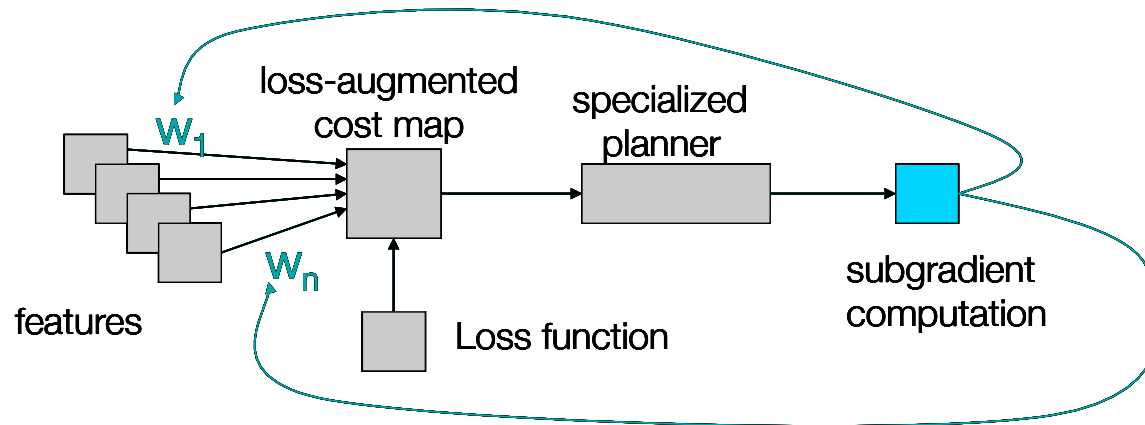 loss-augmented
cost map
specialized
planner
w1
wn
features
Loss function
subgradient
computation